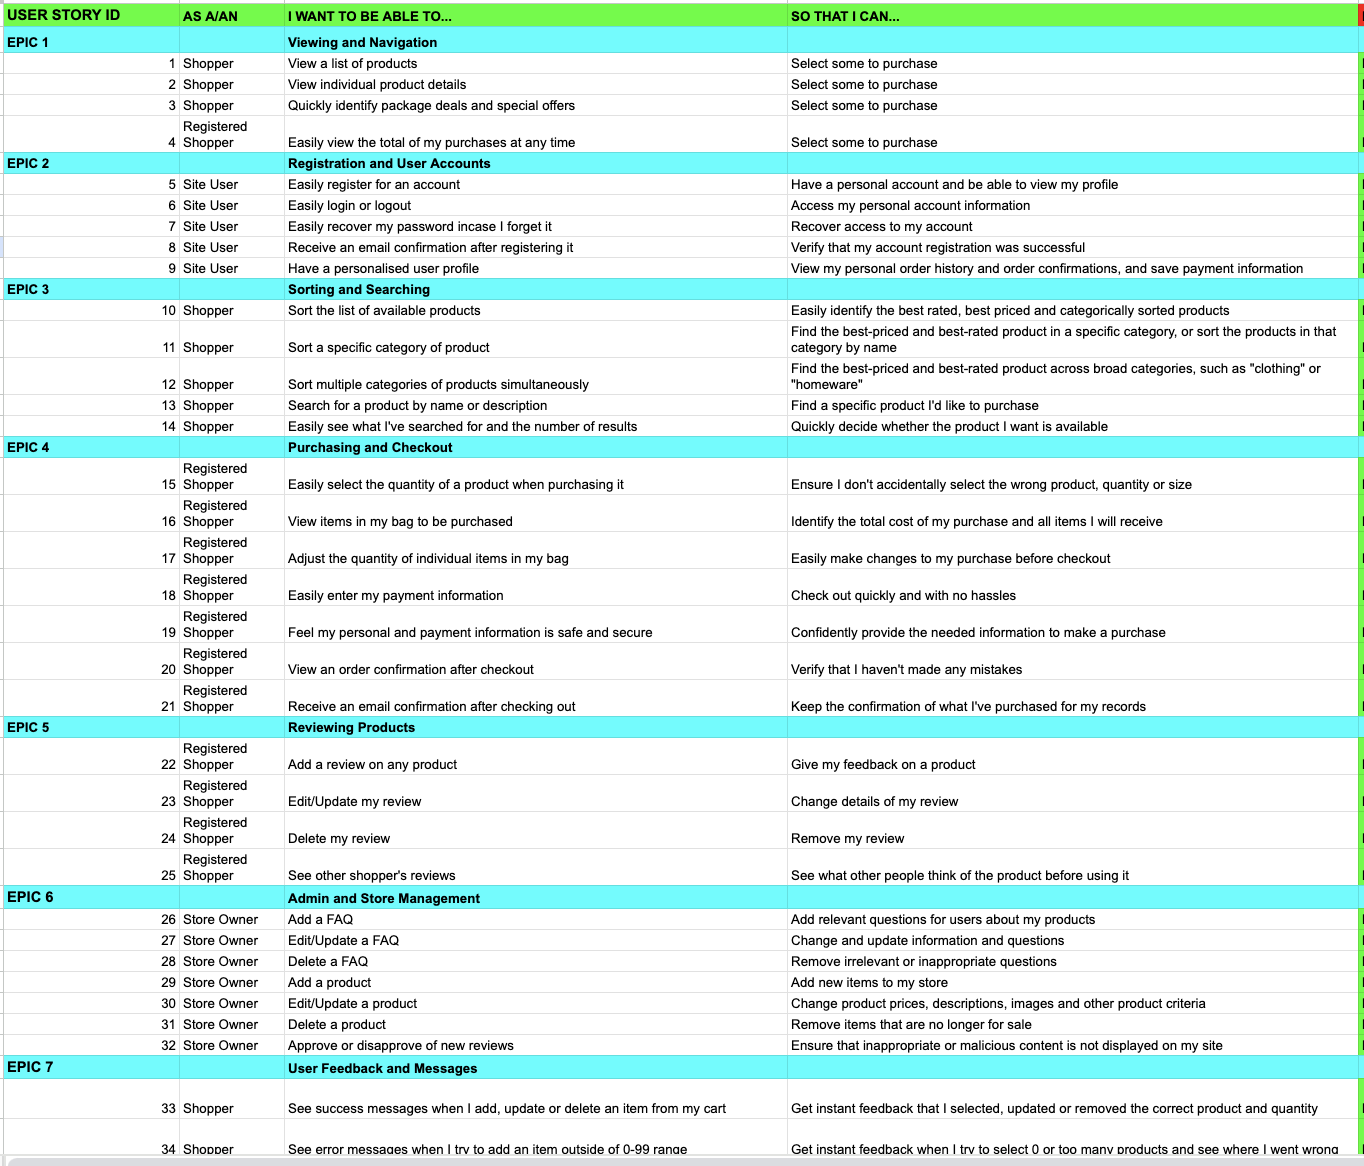 USER STORY ID AS A/AN I WANT TO BE ABLE TO... SO THAT I CAN...
EPIC 1 Viewing and Navigation
1 Shopper View a list of products Select some to purchase
2 Shopper View individual product details Select some to purchase
3 Shopper Quickly identify package deals and special offers Select some to purchase
Registered
4 Shopper Easily view the total of my purchases at any time Select some to purchase
EPIC 2 Registration and User Accounts
5 Site User Easily register for an account Have a personal account and be able to view my profile
6 Site User Easily login or logout Access my personal account information
7 Site User Easily recover my password incase I forget it Recover access to my account
8 Site User Receive an email confirmation after registering it Verify that my account registration was successful
9 Site User Have a personalised user profile View my personal order history and order confirmations, and save payment information
EPIC 3 Sorting and Searching
10 Shopper Sort the list of available products Easily identify the best rated, best priced and categorically sorted products
Find the best-priced and best-rated product in a specific category, or sort the products in that
11 Shopper Sort a specific category of product category by name
Find the best-priced and best-rated product across broad categories, such as "clothing" or
12 Shopper Sort multiple categories of products simultaneously "homeware"
13 Shopper Search for a product by name or description Find a specific product I'd like to purchase
14 Shopper Easily see what I've searched for and the number of results Quickly decide whether the product I want is available
EPIC 4 Purchasing and Checkout
Registered
15 Shopper Easily select the quantity of a product when purchasing it Ensure I don't accidentally select the wrong product, quantity or size
Registered
16 Shopper View items in my bag to be purchased Identify the total cost of my purchase and all items I will receive
Registered
17 Shopper Adjust the quantity of individual items in my bag Easily make changes to my purchase before checkout
Registered
18 Shopper Easily enter my payment information Check out quickly and with no hassles
Registered
19 Shopper Feel my personal and payment information is safe and secure Confidently provide the needed information to make a purchase
Registered
20 Shopper View an order confirmation after checkout Verify that I haven't made any mistakes
Registered
21 Shopper Receive an email confirmation after checking out Keep the confirmation of what I've purchased for my records
EPIC 5 Reviewing Products
Registered
22 Shopper Add a review on any product Give my feedback on a product
Registered
23 Shopper Edit/Update my review Change details of my review
Registered
24 Shopper Delete my review Remove my review
Registered
25 Shopper See other shopper's reviews See what other people think of the product before using it
EPIC 6 Admin and Store Management
26 Store Owner Add a FAQ Add relevant questions for users about my products
27 Store Owner Edit/Update a FAQ Change and update information and questions
28 Store Owner Delete a FAQ Remove irrelevant or inappropriate questions
29 Store Owner Add a product Add new items to my store
30 Store Owner Edit/Update a product Change product prices, descriptions, images and other product criteria
31 Store Owner Delete a product Remove items that are no longer for sale
32 Store Owner Approve or disapprove of new reviews Ensure that inappropriate or malicious content is not displayed on my site
EPIC 7 User Feedback and Messages
33 Shopper See success messages when I add, update or delete an item from my cart Get instant feedback that I selected, updated or removed the correct product and quantity
34 Shopper See error messages when I try to add an item outside of 0-99 range Get instant feedback when I try to select 0 or too many products and see where I went wrong